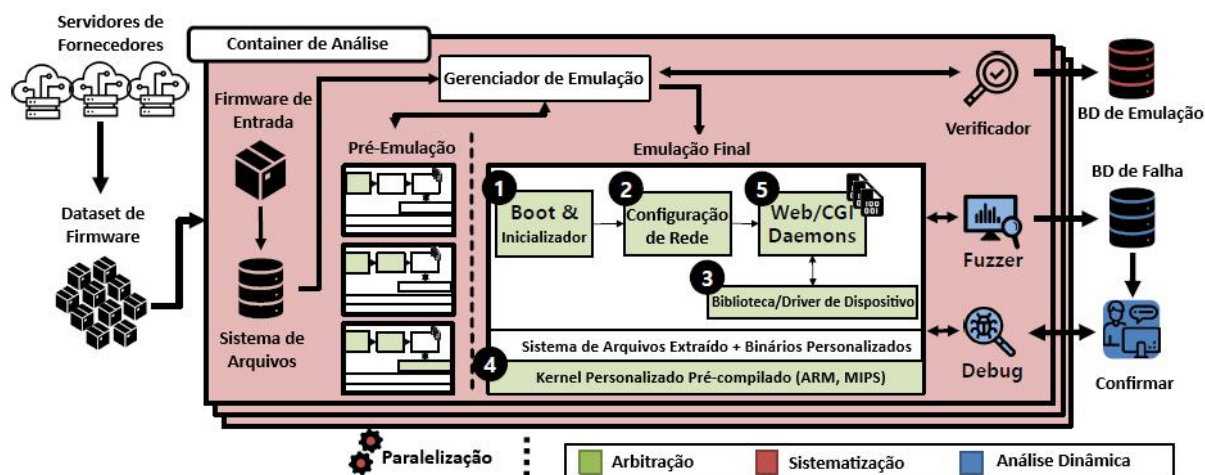 Servidores de
Fornecedores
Container de Análise
Gerenciador de Emulação
Firmware de
Entrada
Verificador
BD de Emulação
Pré-Emulação
Emulação Final
BD de Falha
1
2
5
Boot &
Inicializador
Configuração
de Rede
Web/CGI
Daemons
Dataset de
Firmware
Fuzzer
3
Biblioteca/Driver de Dispositivo
Sistema de
Arquivos
Sistema de Arquivos Extraído + Binários Personalizados
4
Kernel Personalizado Pré-compilado (ARM, MIPS)
Debug
Confirmar
Paralelização
Arbitração
Sistematização
Análise Dinâmica